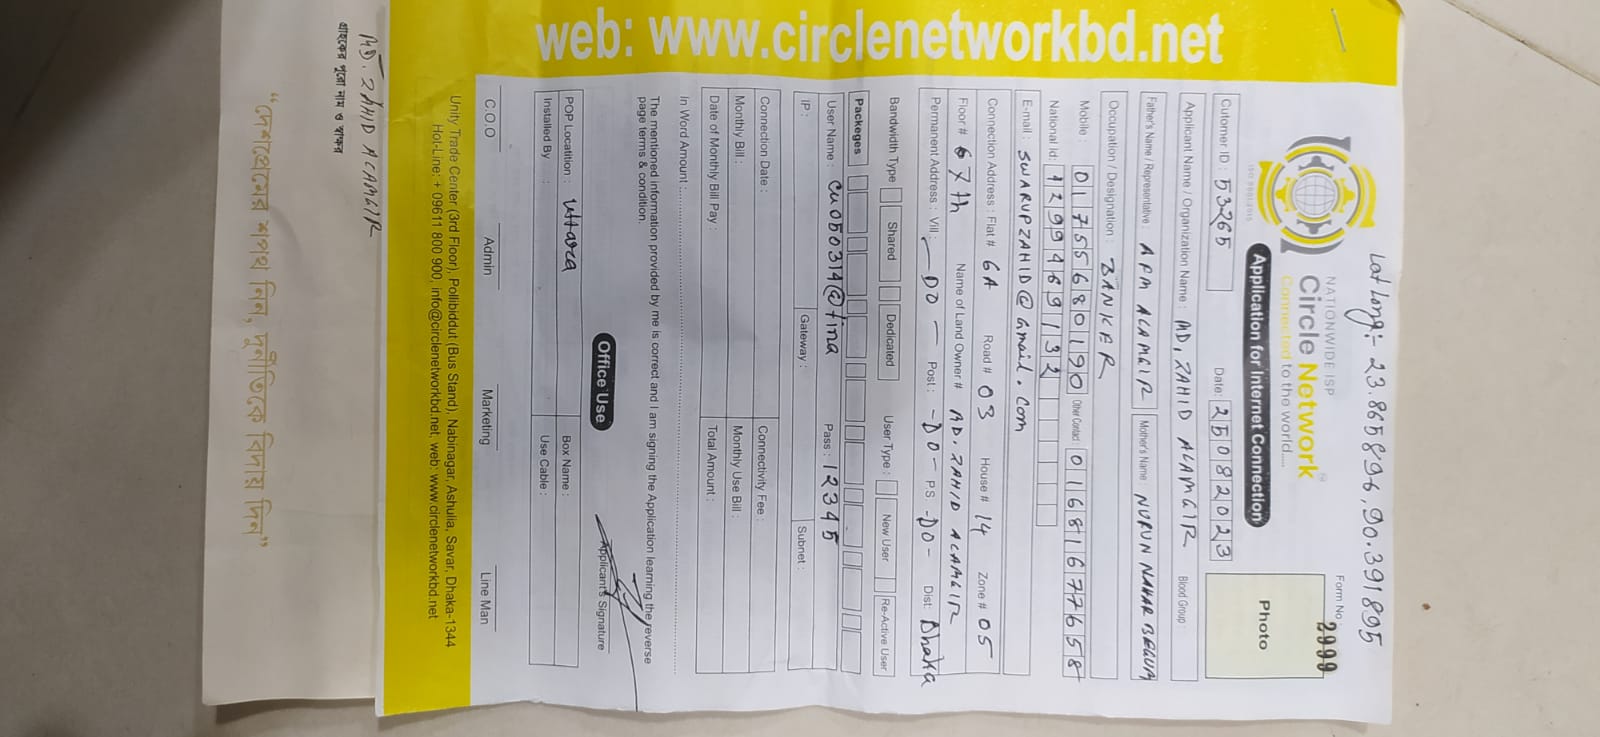 Lat long:- 23.865896, 90.391895
NATIONWIDE ISP
Circle Network
Connected to the world.....
ISO 9001:2015
Form No.
2999
Application for Internet Connection
Photo
Cutomer ID : 53265 Date: 25082023
Applicant Name / Organization Name : MD. ZAHID ALAMGIR Blood Group :
Father's Name / Representative : APM ALAMGIR Mother's Name : NURUN NAHAR BEGUM
Occupation / Designation : BANKER
Mobile : 01755680190 Other Contact : 01681677658
National Id: 1299469132
E-mail : SWARUPZAHID@Gmail.com
Connection Address : Flat # 6A Road # 03 House # 14 Zone # 05
Floor # 7th Name of Land Owner # MD. ZAHID ALAMGIR
Permanent Address : Vill : -DO- Post : -DO- P.S. -DO- Dist: Dhaka
Bandwidth Type Shared Dedicated User Type : New User Re-Active User
Packeges
User Name : cu050314@tina Pass : 12345
IP : Gateway : Subnet :
Connection Date : Connectivity Fee :
Monthly Bill : Monthly Use Bill :
Date of Monthly Bill Pay : Total Amount :
In Word Amount :
The mentioned information provided by me is correct and I am signing the Application learning the reverse
page terms & condition.
Applicant's Signature
Office Use
POP Locatition : Uttara Box Name :
Installed By : Use Cable :
C.O.O Admin Marketing Line Man
Unity Trade Center (3rd Floor), Pollibiddut (Bus Stand), Nabinagar, Ashulia, Savar, Dhaka-1344
Hot-Line: + 09611 800 900, info@circlenetworkbd.net, web: www.circlenetworkbd.net
web: www.circlenetworkbd.net
MD. ZAHID ALAMGIR
গ্রাহকের পুরো নাম ও স্বাক্ষর
“দেশপ্রেমের শপথ নিন, দুর্নীতিকে বিদায় দিন”